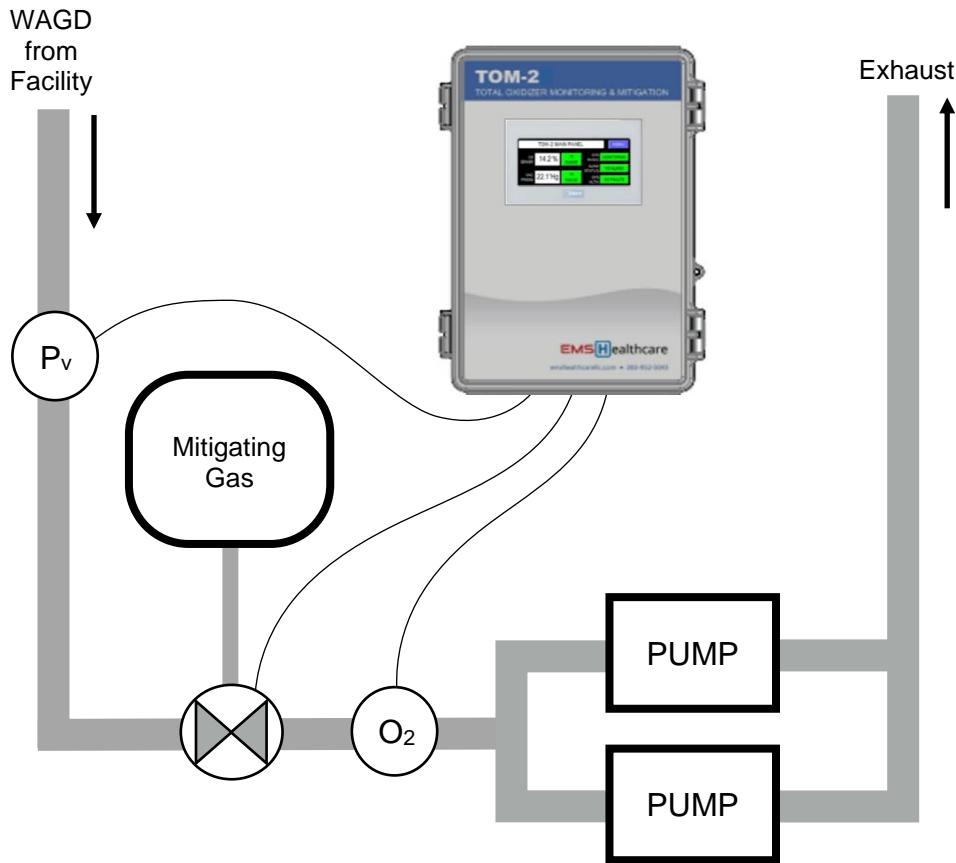 WAGD
from
Facility
Exhaust
TOM-2
TOTAL OXIDIZER MONITORING & MITIGATION
TOM-2 MAIN PANEL
14.2 %
22.1"Hg
Pv
Mitigating
Gas
EMS Healthcare
O2
PUMP
PUMP